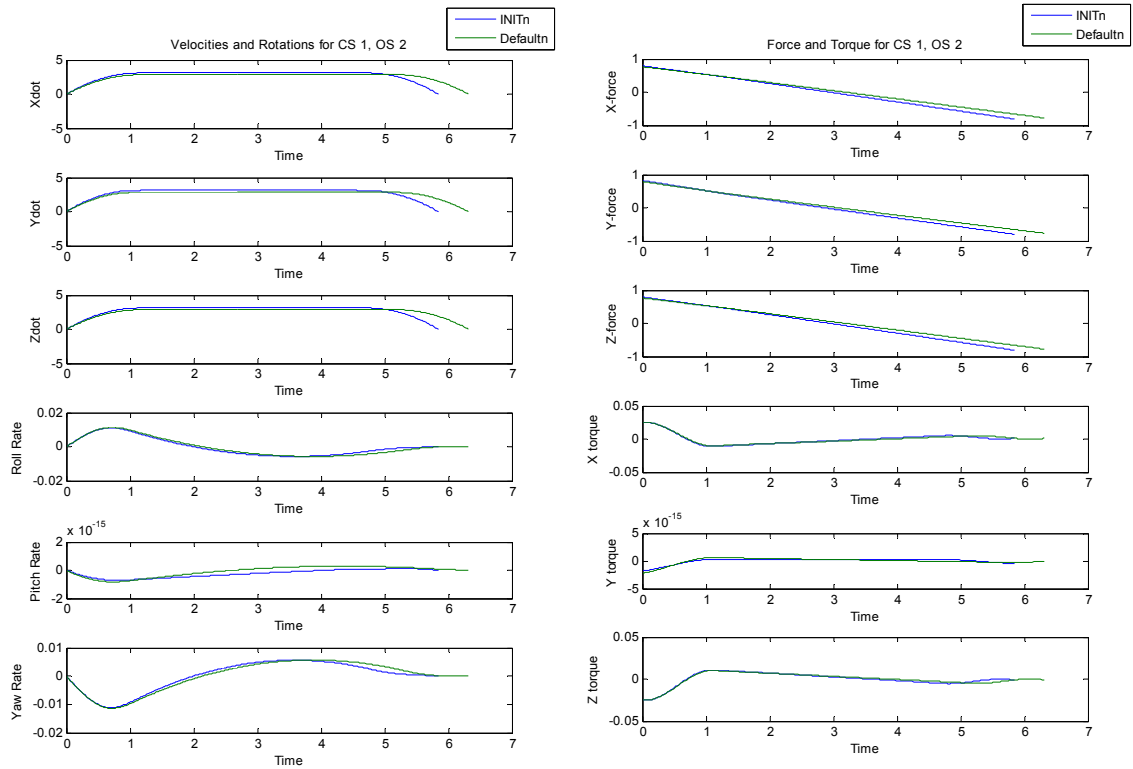 INITn
Defaultn
Velocities and Rotations for CS 1, OS 2
5
0
-5
Xdot
0 1 2 3 4 5 6 7
Time
5
0
-5
Ydot
0 1 2 3 4 5 6 7
Time
5
0
-5
Zdot
0 1 2 3 4 5 6 7
Time
0.02
0
-0.02
Roll Rate
0 1 2 3 4 5 6 7
Time
x 10^-15
2
0
-2
Pitch Rate
0 1 2 3 4 5 6 7
Time
0.01
0
-0.01
-0.02
Yaw Rate
0 1 2 3 4 5 6 7
Time
INITn
Defaultn
Force and Torque for CS 1, OS 2
1
0
-1
X-force
0 1 2 3 4 5 6 7
Time
1
0
-1
Y-force
0 1 2 3 4 5 6 7
Time
1
0
-1
Z-force
0 1 2 3 4 5 6 7
Time
0.05
0
-0.05
X torque
0 1 2 3 4 5 6 7
Time
x 10^-15
5
0
-5
Y torque
0 1 2 3 4 5 6 7
Time
0.05
0
-0.05
Z torque
0 1 2 3 4 5 6 7
Time